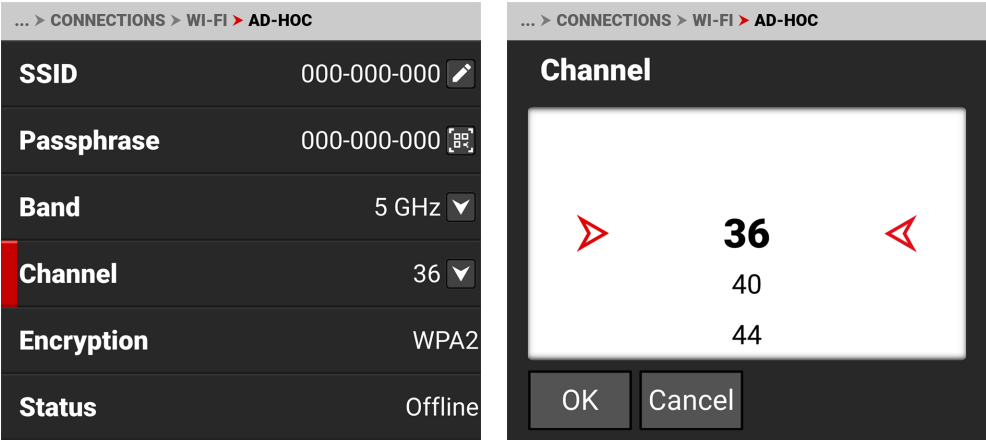 ... > CONNECTIONS > WI-FI > AD-HOC
SSID 000-000-000
Passphrase 000-000-000
Band 5 GHz
Channel 36
Encryption WPA2
Status Offline
... > CONNECTIONS > WI-FI > AD-HOC
Channel
36
40
44
OK Cancel